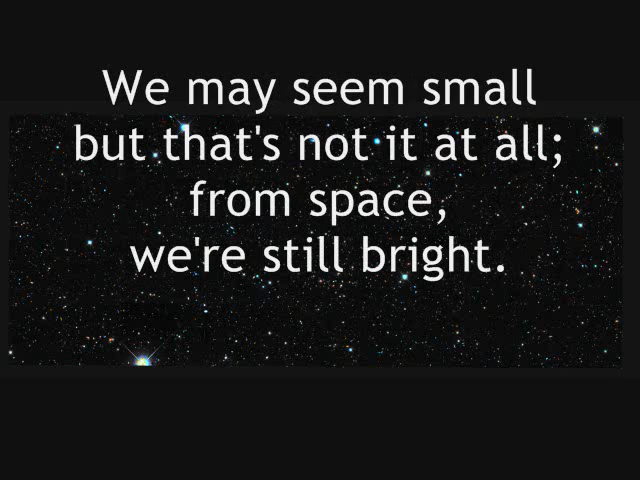 We may seem small
but that's not it at all;
from space,
we're still bright.